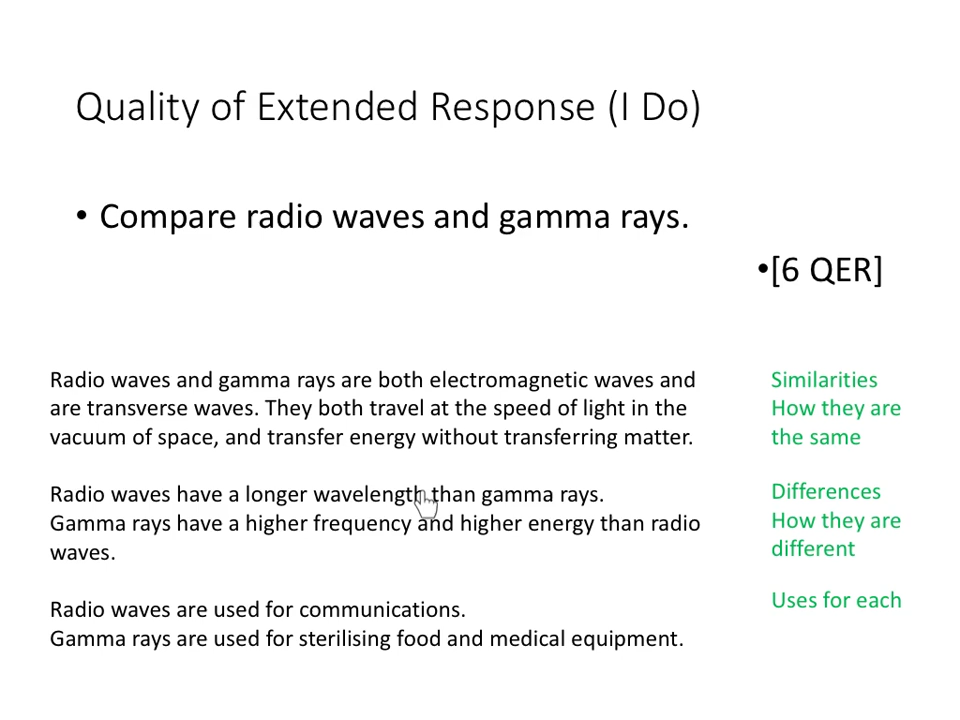 Quality of Extended Response (I Do)
• Compare radio waves and gamma rays.
•[6 QER]
Radio waves and gamma rays are both electromagnetic waves and
are transverse waves. They both travel at the speed of light in the
vacuum of space, and transfer energy without transferring matter.
Similarities
How they are
the same
Radio waves have a longer wavelength than gamma rays.
Gamma rays have a higher frequency and higher energy than radio
waves.
Differences
How they are
different
Radio waves are used for communications.
Gamma rays are used for sterilising food and medical equipment.
Uses for each